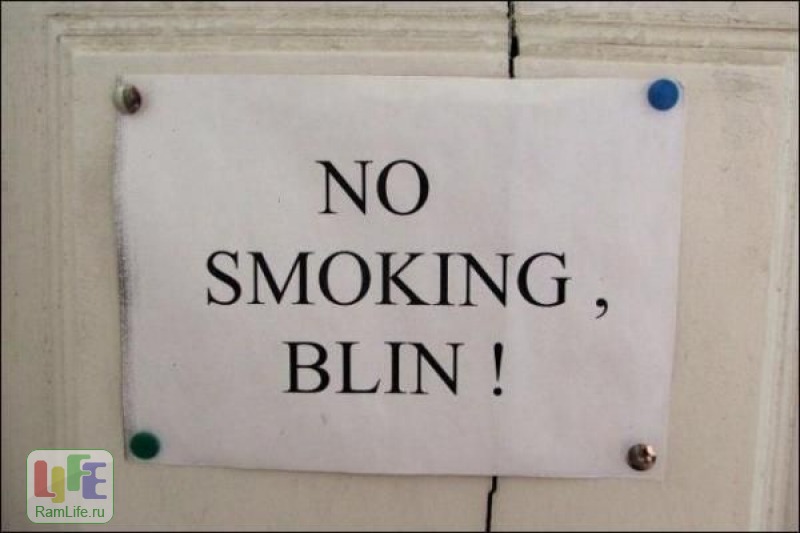 NO
SMOKING ,
BLIN !
LIFE
RamLife.ru